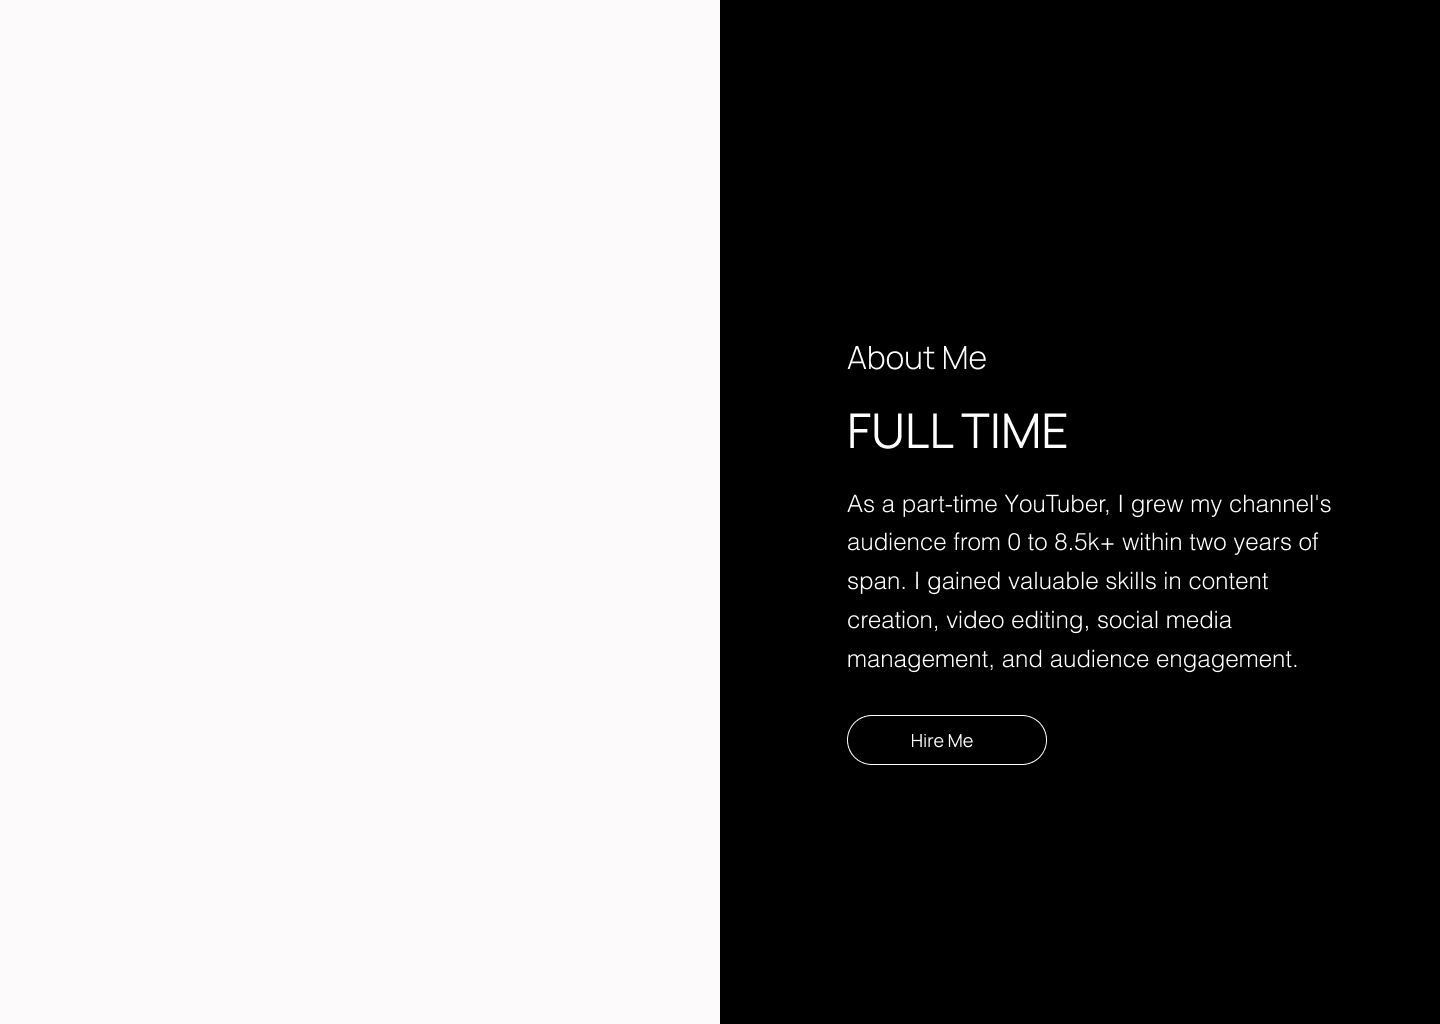 About Me
FULL TIME
As a part-time YouTuber, I grew my channel's
audience from 0 to 8.5k+ within two years of
span. I gained valuable skills in content
creation, video editing, social media
management, and audience engagement.
Hire Me